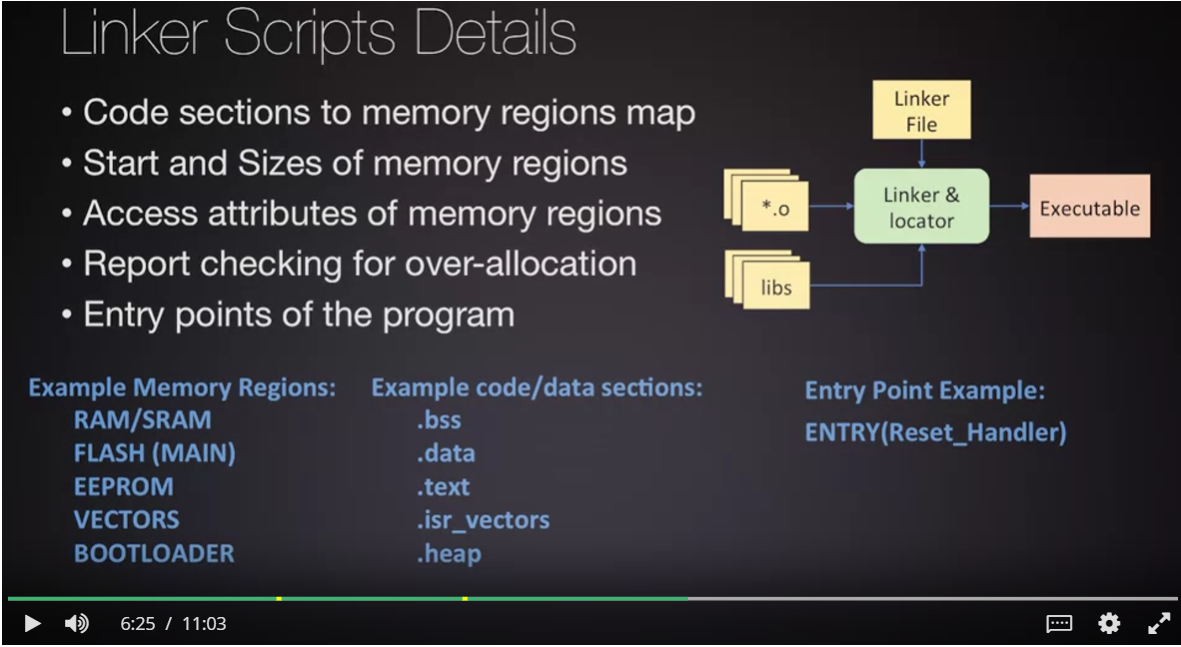 Linker Scripts Details
• Code sections to memory regions map
• Start and Sizes of memory regions
• Access attributes of memory regions
• Report checking for over-allocation
• Entry points of the program
Linker
File
*.o
Linker &
locator
Executable
libs
Example Memory Regions:
RAM/SRAM
FLASH (MAIN)
EEPROM
VECTORS
BOOTLOADER
Example code/data sections:
.bss
.data
.text
.isr_vectors
.heap
Entry Point Example:
ENTRY(Reset_Handler)
6:25 / 11:03